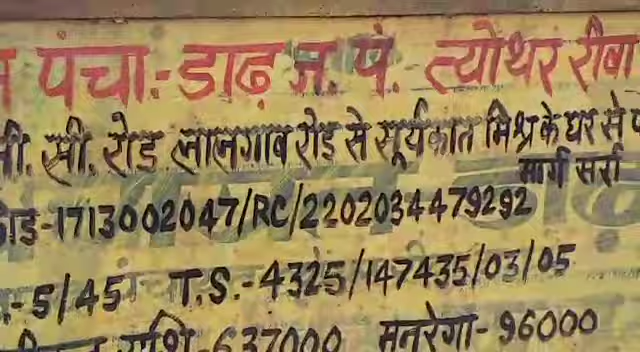 पंचा.:- डाढ़ ज. पं.- त्योंथर रीवा
सी. सी. रोड लालगांव रोड से सूर्यकांत मिश्र के घर से
मार्ग सर्रा
कोड-1713002047/RC/2202034479292
.-5/45 T.S.-4325/147435/03/05
राशि-637000 मनरेगा-96000